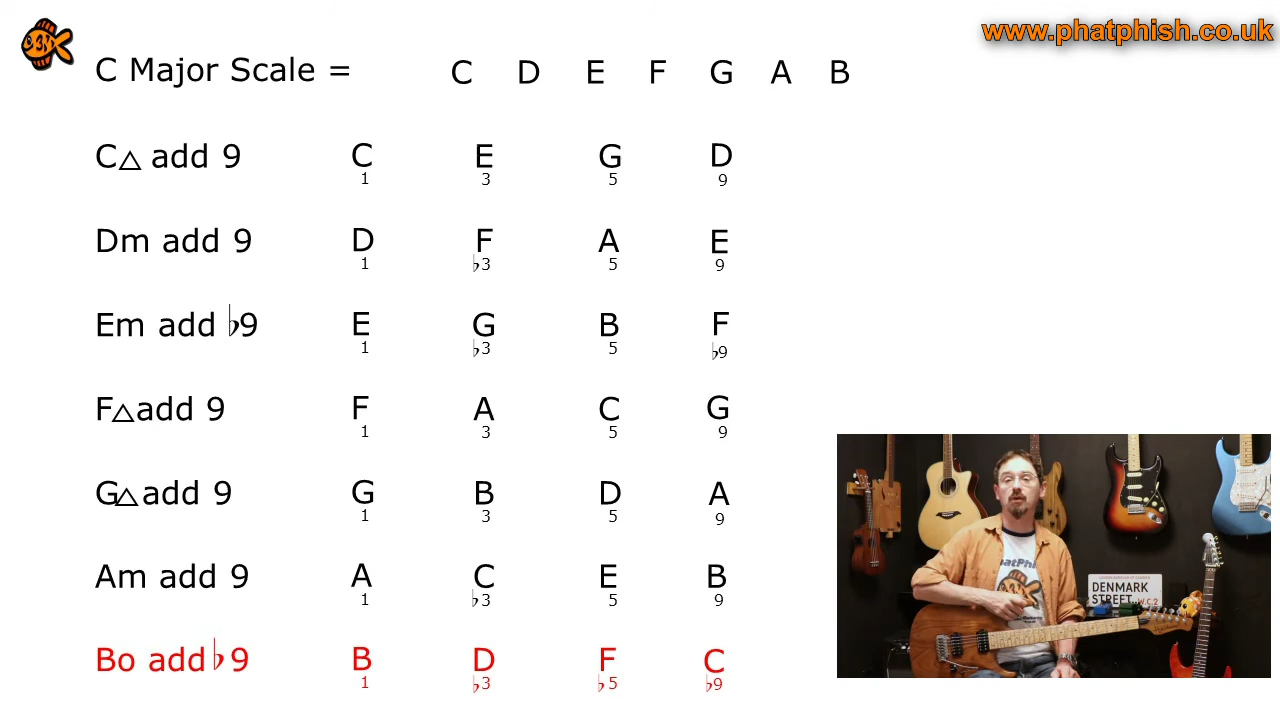 www.phatphish.co.uk
C Major Scale = C D E F G A B
C△ add 9 C E G D
1 3 5 9
Dm add 9 D F A E
1 ♭3 5 9
Em add ♭9 E G B F
1 ♭3 5 ♭9
F△add 9 F A C G
1 3 5 9
G△add 9 G B D A
1 3 5 9
Am add 9 A C E B
1 ♭3 5 9
Bo add♭9 B D F C
1 ♭3 ♭5 ♭9
DENMARK
STREET W.C.2